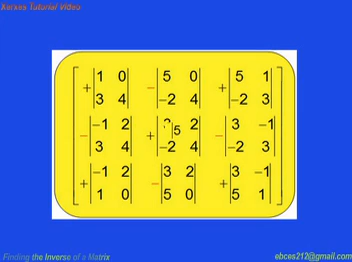 Xerxes Tutorial Video
+|1 0| −|5 0| +|5 1|
|3 4| |−2 4| |−2 3|
−|−1 2| +|? 2| −|3 −1|
|3 4| |−2 4| |−2 3|
+|−1 2| −|3 2| +|3 −1|
|1 0| |5 0| |5 1|
Finding the Inverse of a Matrix
ebces212@gmail.com